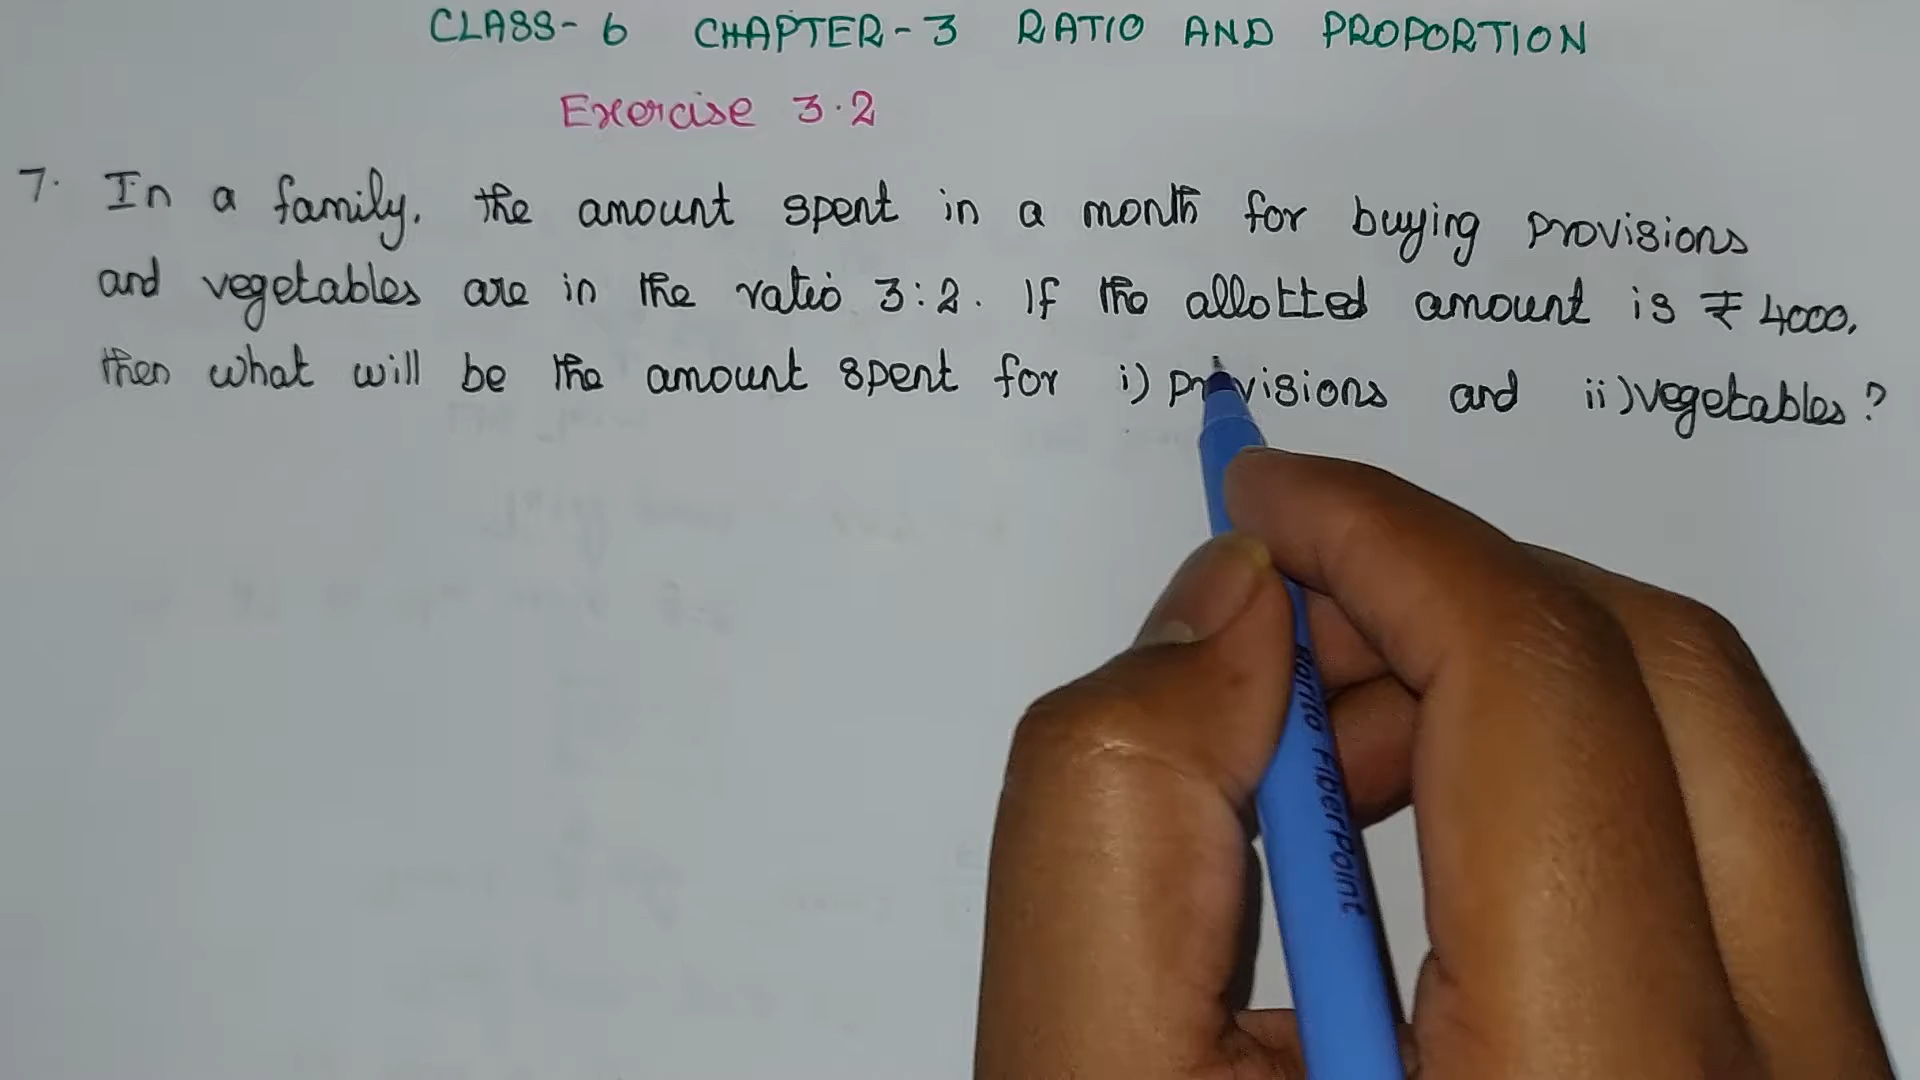 CLASS-6 CHAPTER-3 RATIO AND PROPORTION
Exercise 3.2
7. In a family, the amount spent in a month for buying provisions
and vegetables are in the ratio 3:2. If the allotted amount is ₹ 4000,
then what will be the amount spent for i) provisions and ii) vegetables?
Rorito Fiberpoint